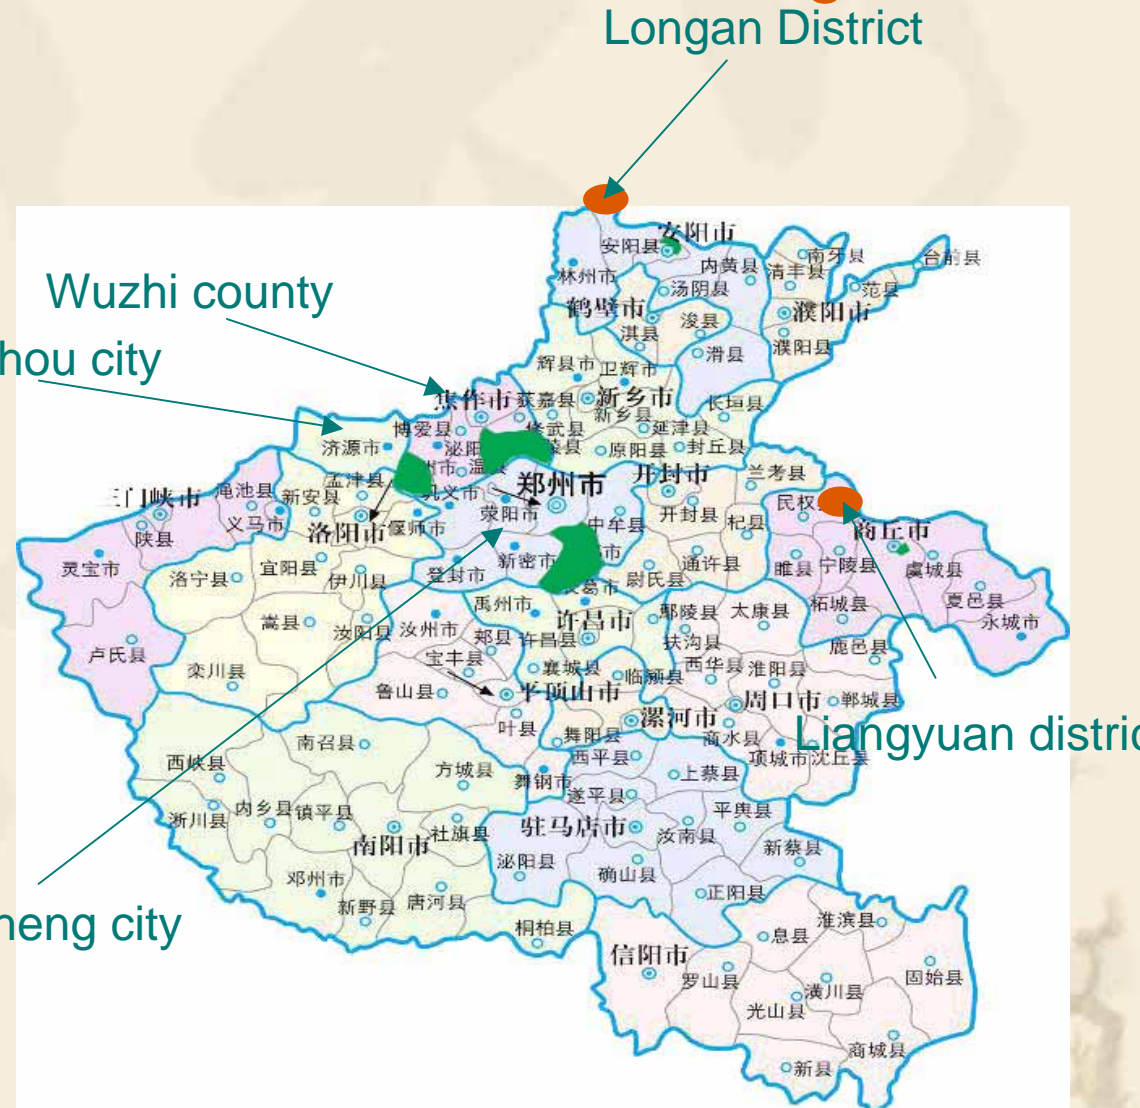 Longan District
安阳市
安阳县
南牙县
台前县
内黄县
清丰县
林州市
汤阴县
范县
鹤壁市
濮阳市
浚县
淇县
濮阳县
滑县
Wuzhi county
hou city
辉县市
卫辉市
焦作市
获嘉县
新乡市
长垣县
新乡县
博爱县
修武县
延津县
济源市
原阳县
封丘县
郑州市
开封市
兰考县
孟津县
巩义市
三门峡市
渑池县
新安县
民权
义马市
洛阳市
偃师市
荥阳市
中牟县
开封县
杞县
商丘市
陕县
灵宝市
洛宁县
宜阳县
伊川县
登封市
新密市
尉氏县
通许县
睢县
宁陵县
虞城县
禹州市
夏邑县
嵩县
汝阳县
汝州市
郏县
许昌市
许昌县
鄢陵县
太康县
柘城县
永城市
卢氏县
栾川县
宝丰县
扶沟县
鹿邑县
鲁山县
襄城县
临颍县
西华县
淮阳县
平顶山市
周口市
郸城县
叶县
舞阳县
漯河市
商水县
Liangyuan distric
南召县
西峡县
方城县
舞钢市
西平县
上蔡县
项城市
沈丘县
淅川县
内乡县
镇平县
遂平县
平舆县
南阳市
社旗县
驻马店市
汝南县
新蔡县
泌阳县
确山县
邓州市
新野县
唐河县
正阳县
heng city
桐柏县
淮滨县
息县
信阳市
罗山县
潢川县
固始县
光山县
商城县
新县